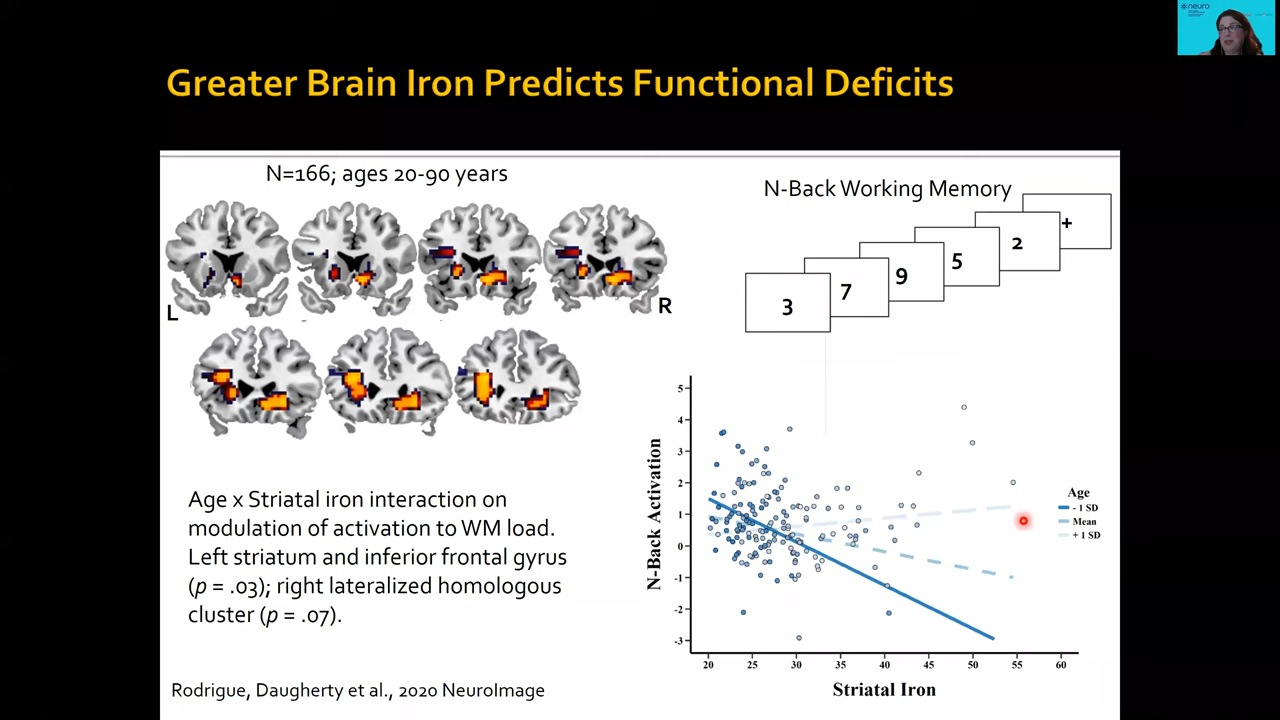 neuro
Greater Brain Iron Predicts Functional Deficits
N=166; ages 20-90 years
L
R
N-Back Working Memory
3
7
9
5
2
+
Age x Striatal iron interaction on
modulation of activation to WM load.
Left striatum and inferior frontal gyrus
(p = .03); right lateralized homologous
cluster (p = .07).
N-Back Activation
5
4
3
2
1
0
-1
-2
-3
20 25 30 35 40 45 50 55 60
Striatal Iron
Age
- 1 SD
Mean
+ 1 SD
Rodrigue, Daugherty et al., 2020 NeuroImage